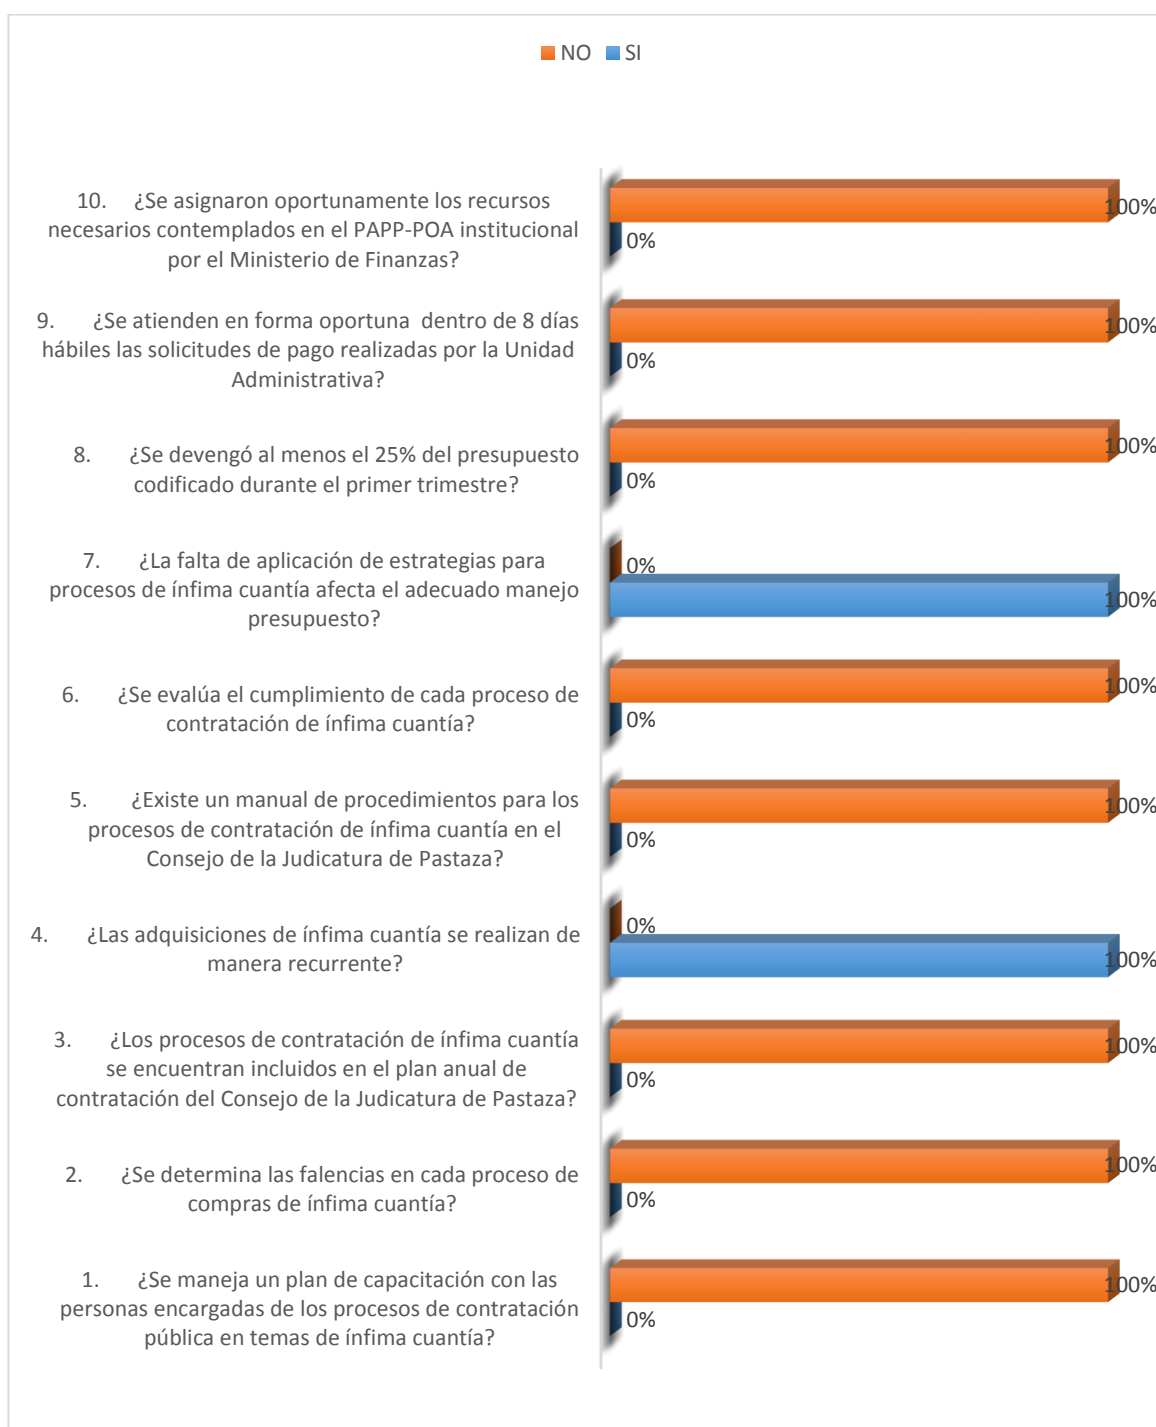 NO SI
10. ¿Se asignaron oportunamente los recursos
necesarios contemplados en el PAPP-POA institucional
por el Ministerio de Finanzas?
100%
0%
9. ¿Se atienden en forma oportuna dentro de 8 días
hábiles las solicitudes de pago realizadas por la Unidad
Administrativa?
100%
0%
8. ¿Se devengó al menos el 25% del presupuesto
codificado durante el primer trimestre?
100%
0%
7. ¿La falta de aplicación de estrategias para
procesos de ínfima cuantía afecta el adecuado manejo
presupuesto?
0%
100%
6. ¿Se evalúa el cumplimiento de cada proceso de
contratación de ínfima cuantía?
100%
0%
5. ¿Existe un manual de procedimientos para los
procesos de contratación de ínfima cuantía en el
Consejo de la Judicatura de Pastaza?
100%
0%
4. ¿Las adquisiciones de ínfima cuantía se realizan de
manera recurrente?
0%
100%
3. ¿Los procesos de contratación de ínfima cuantía
se encuentran incluidos en el plan anual de
contratación del Consejo de la Judicatura de Pastaza?
100%
0%
2. ¿Se determina las falencias en cada proceso de
compras de ínfima cuantía?
100%
0%
1. ¿Se maneja un plan de capacitación con las
personas encargadas de los procesos de contratación
pública en temas de ínfima cuantía?
100%
0%